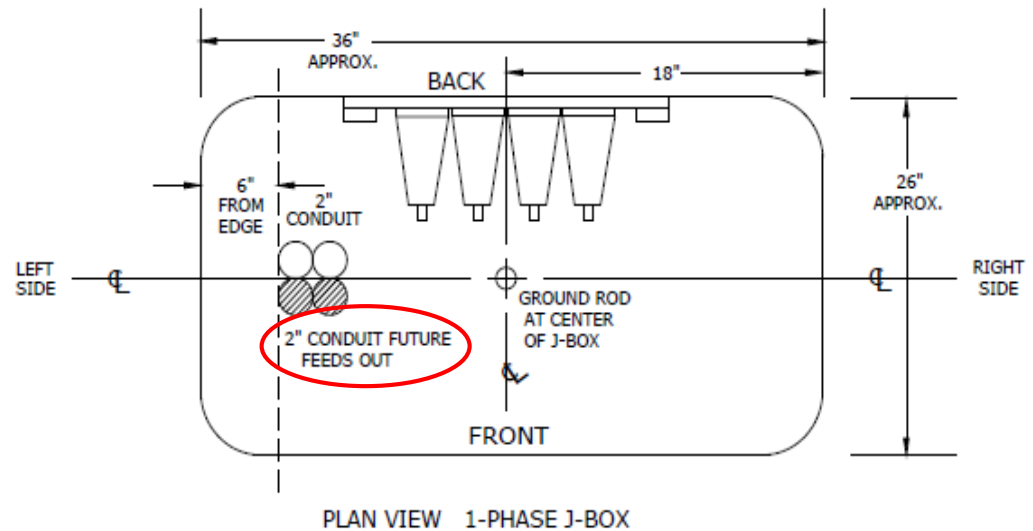 36"
APPROX.
18"
BACK
6"
FROM
EDGE
2"
CONDUIT
26"
APPROX.
LEFT
SIDE
℄
℄
RIGHT
SIDE
GROUND ROD
AT CENTER
OF J-BOX
2" CONDUIT FUTURE
FEEDS OUT
℄
FRONT
PLAN VIEW 1-PHASE J-BOX